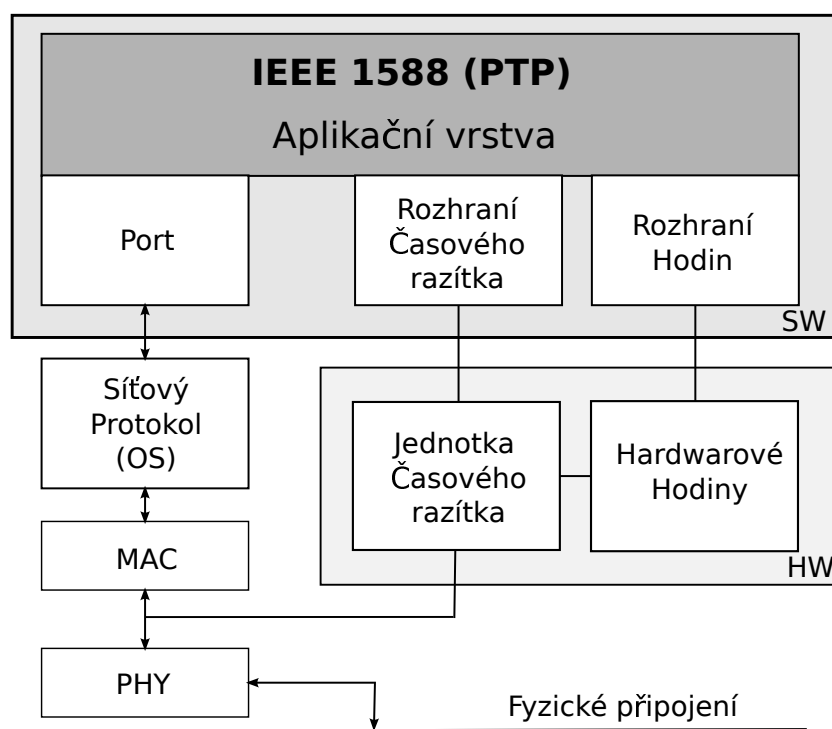 IEEE 1588 (PTP)
Aplikační vrstva
Port
Rozhraní
Časového
razítka
Rozhraní
Hodin
SW
Síťový
Protokol
(OS)
Jednotka
Časového
razítka
Hardwarové
Hodiny
MAC
HW
PHY
Fyzické připojení